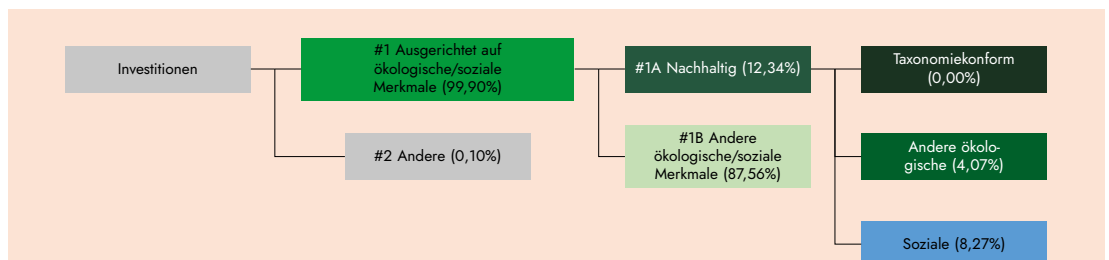 Investitionen
#1 Ausgerichtet auf
ökologische/soziale
Merkmale (99,90%)
#2 Andere (0,10%)
#1A Nachhaltig (12,34%)
#1B Andere
ökologische/soziale
Merkmale (87,56%)
Taxonomiekonform
(0,00%)
Andere ökolo-
gische (4,07%)
Soziale (8,27%)